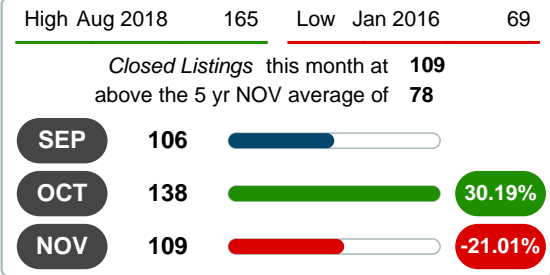 High Aug 2018 165 Low Jan 2016 69
Closed Listings this month at 109
above the 5 yr NOV average of 78
SEP 106
OCT 138 30.19%
NOV 109 -21.01%